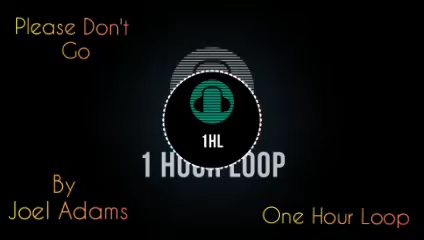 Please Don't
Go
1HL
1 HOUR LOOP
By
Joel Adams
One Hour Loop